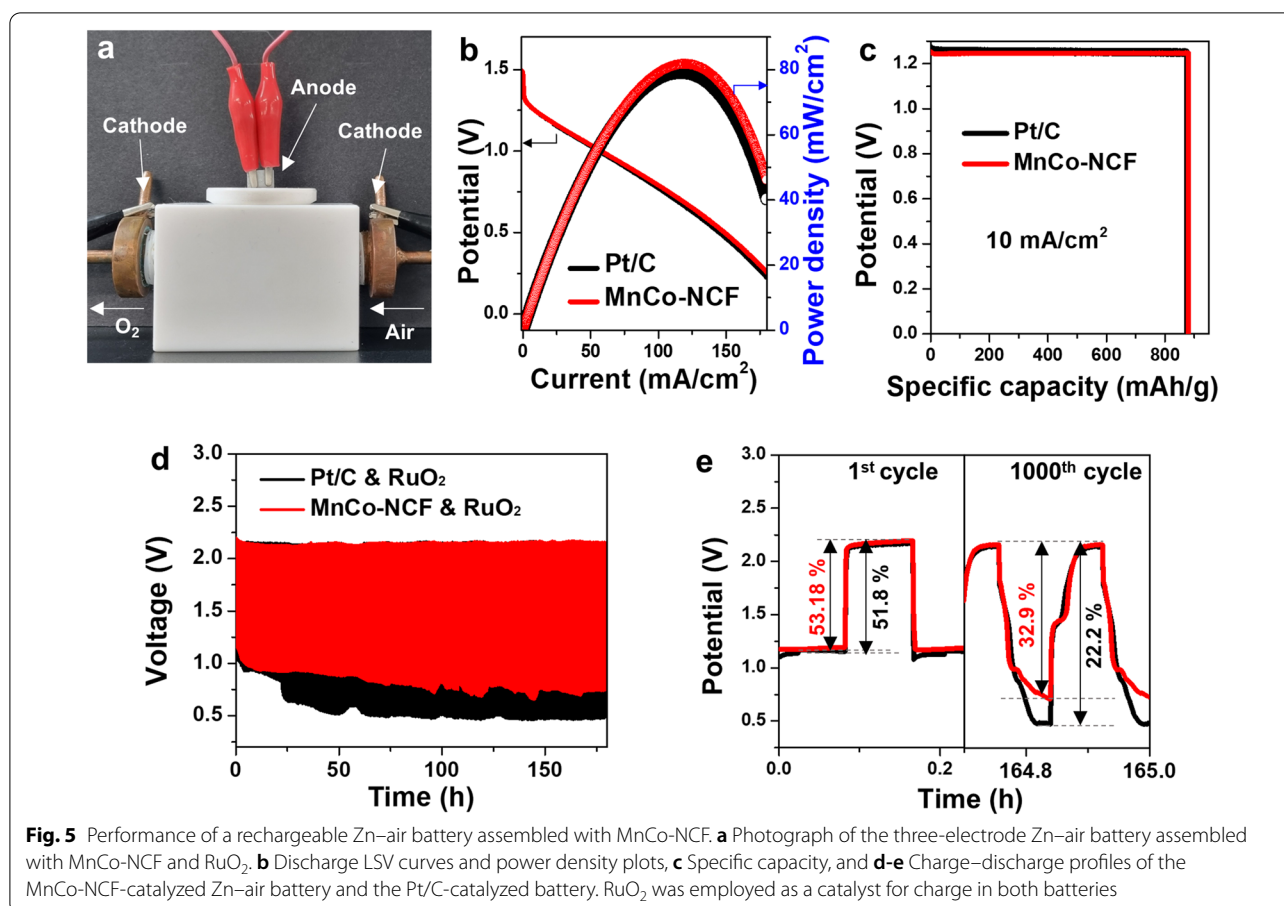 a
Cathode
Anode
Cathode
O₂
Air
b
1.5
1.0
0.5
0.0
Potential (V)
0
50
100
150
Current (mA/cm²)
80
60
40
20
0
Power density (mW/cm²)
Pt/C
MnCo-NCF
c
1.2
0.9
0.6
0.4
0.2
0.0
Potential (V)
Pt/C
MnCo-NCF
10 mA/cm²
0
200
400
600
800
Specific capacity (mAh/g)
d
3.0
2.5
2.0
1.5
1.0
0.5
Voltage (V)
Pt/C & RuO₂
MnCo-NCF & RuO₂
0
50
100
150
Time (h)
e
3.0
2.5
2.0
1.5
1.0
0.5
Potential (V)
1st cycle
1000th cycle
53.18 %
51.8 %
32.9 %
22.2 %
0.0
0.2
164.8
165.0
Time (h)
Fig. 5 Performance of a rechargeable Zn–air battery assembled with MnCo-NCF. a Photograph of the three-electrode Zn–air battery assembled
with MnCo-NCF and RuO₂. b Discharge LSV curves and power density plots, c Specific capacity, and d-e Charge–discharge profiles of the
MnCo-NCF-catalyzed Zn–air battery and the Pt/C-catalyzed battery. RuO₂ was employed as a catalyst for charge in both batteries